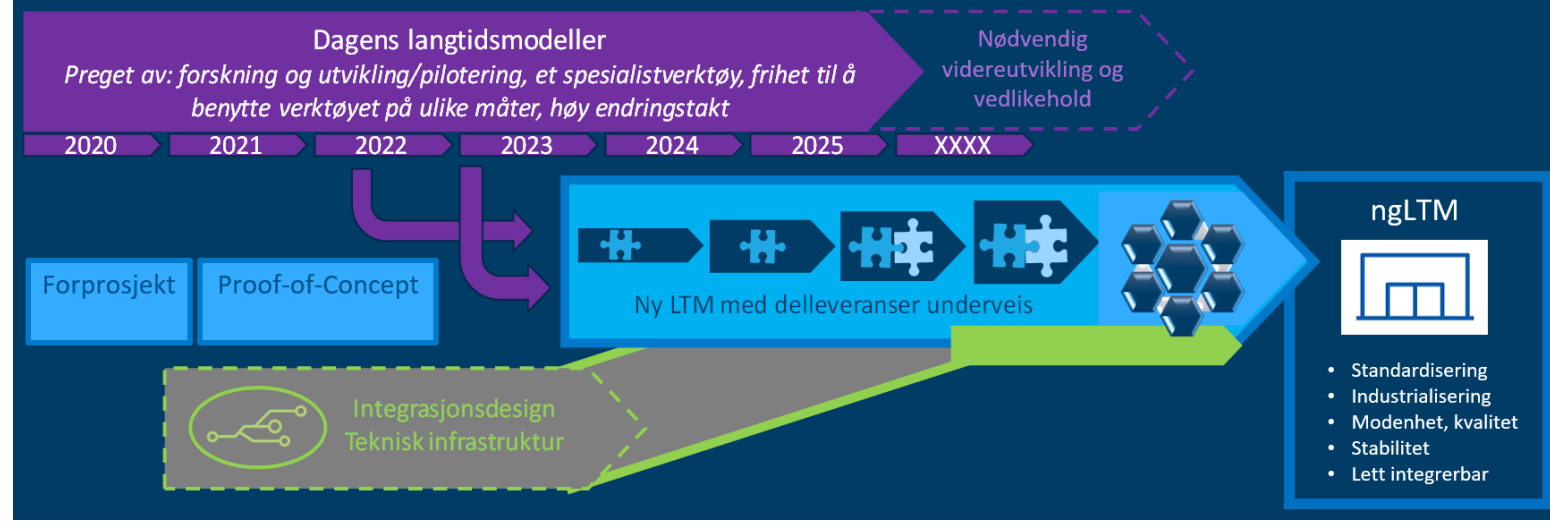 Dagens langtidsmodeller
Preget av: forskning og utvikling/pilotering, et spesialistverktøy, frihet til å
benytte verktøyet på ulike måter, høy endringstakt
Nødvendig
videreutvikling og
vedlikehold
2020
2021
2022
2023
2024
2025
XXXX
Forprosjekt
Proof-of-Concept
Ny LTM med delleveranser underveis
Integrasjonsdesign
Teknisk infrastruktur
ngLTM
• Standardisering
• Industrialisering
• Modenhet, kvalitet
• Stabilitet
• Lett integrerbar